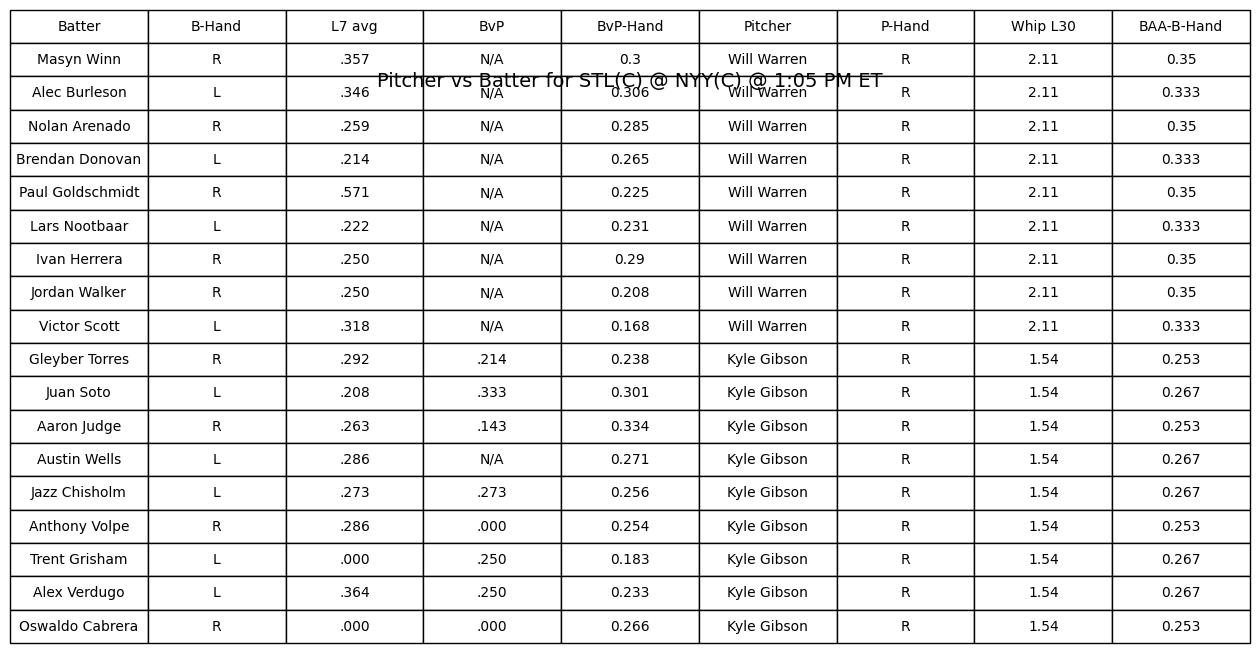 Batter B-Hand L7 avg BvP BvP-Hand Pitcher P-Hand Whip L30 BAA-B-Hand
Masyn Winn R .357 N/A 0.3 Will Warren R 2.11 0.35
Pitcher vs Batter for STL(C) @ NYY(C) @ 1:05 PM ET
Alec Burleson L .346 N/A 0.306 Will Warren R 2.11 0.333
Nolan Arenado R .259 N/A 0.285 Will Warren R 2.11 0.35
Brendan Donovan L .214 N/A 0.265 Will Warren R 2.11 0.333
Paul Goldschmidt R .571 N/A 0.225 Will Warren R 2.11 0.35
Lars Nootbaar L .222 N/A 0.231 Will Warren R 2.11 0.333
Ivan Herrera R .250 N/A 0.29 Will Warren R 2.11 0.35
Jordan Walker R .250 N/A 0.208 Will Warren R 2.11 0.35
Victor Scott L .318 N/A 0.168 Will Warren R 2.11 0.333
Gleyber Torres R .292 .214 0.238 Kyle Gibson R 1.54 0.253
Juan Soto L .208 .333 0.301 Kyle Gibson R 1.54 0.267
Aaron Judge R .263 .143 0.334 Kyle Gibson R 1.54 0.253
Austin Wells L .286 N/A 0.271 Kyle Gibson R 1.54 0.267
Jazz Chisholm L .273 .273 0.256 Kyle Gibson R 1.54 0.267
Anthony Volpe R .286 .000 0.254 Kyle Gibson R 1.54 0.253
Trent Grisham L .000 .250 0.183 Kyle Gibson R 1.54 0.267
Alex Verdugo L .364 .250 0.233 Kyle Gibson R 1.54 0.267
Oswaldo Cabrera R .000 .000 0.266 Kyle Gibson R 1.54 0.253